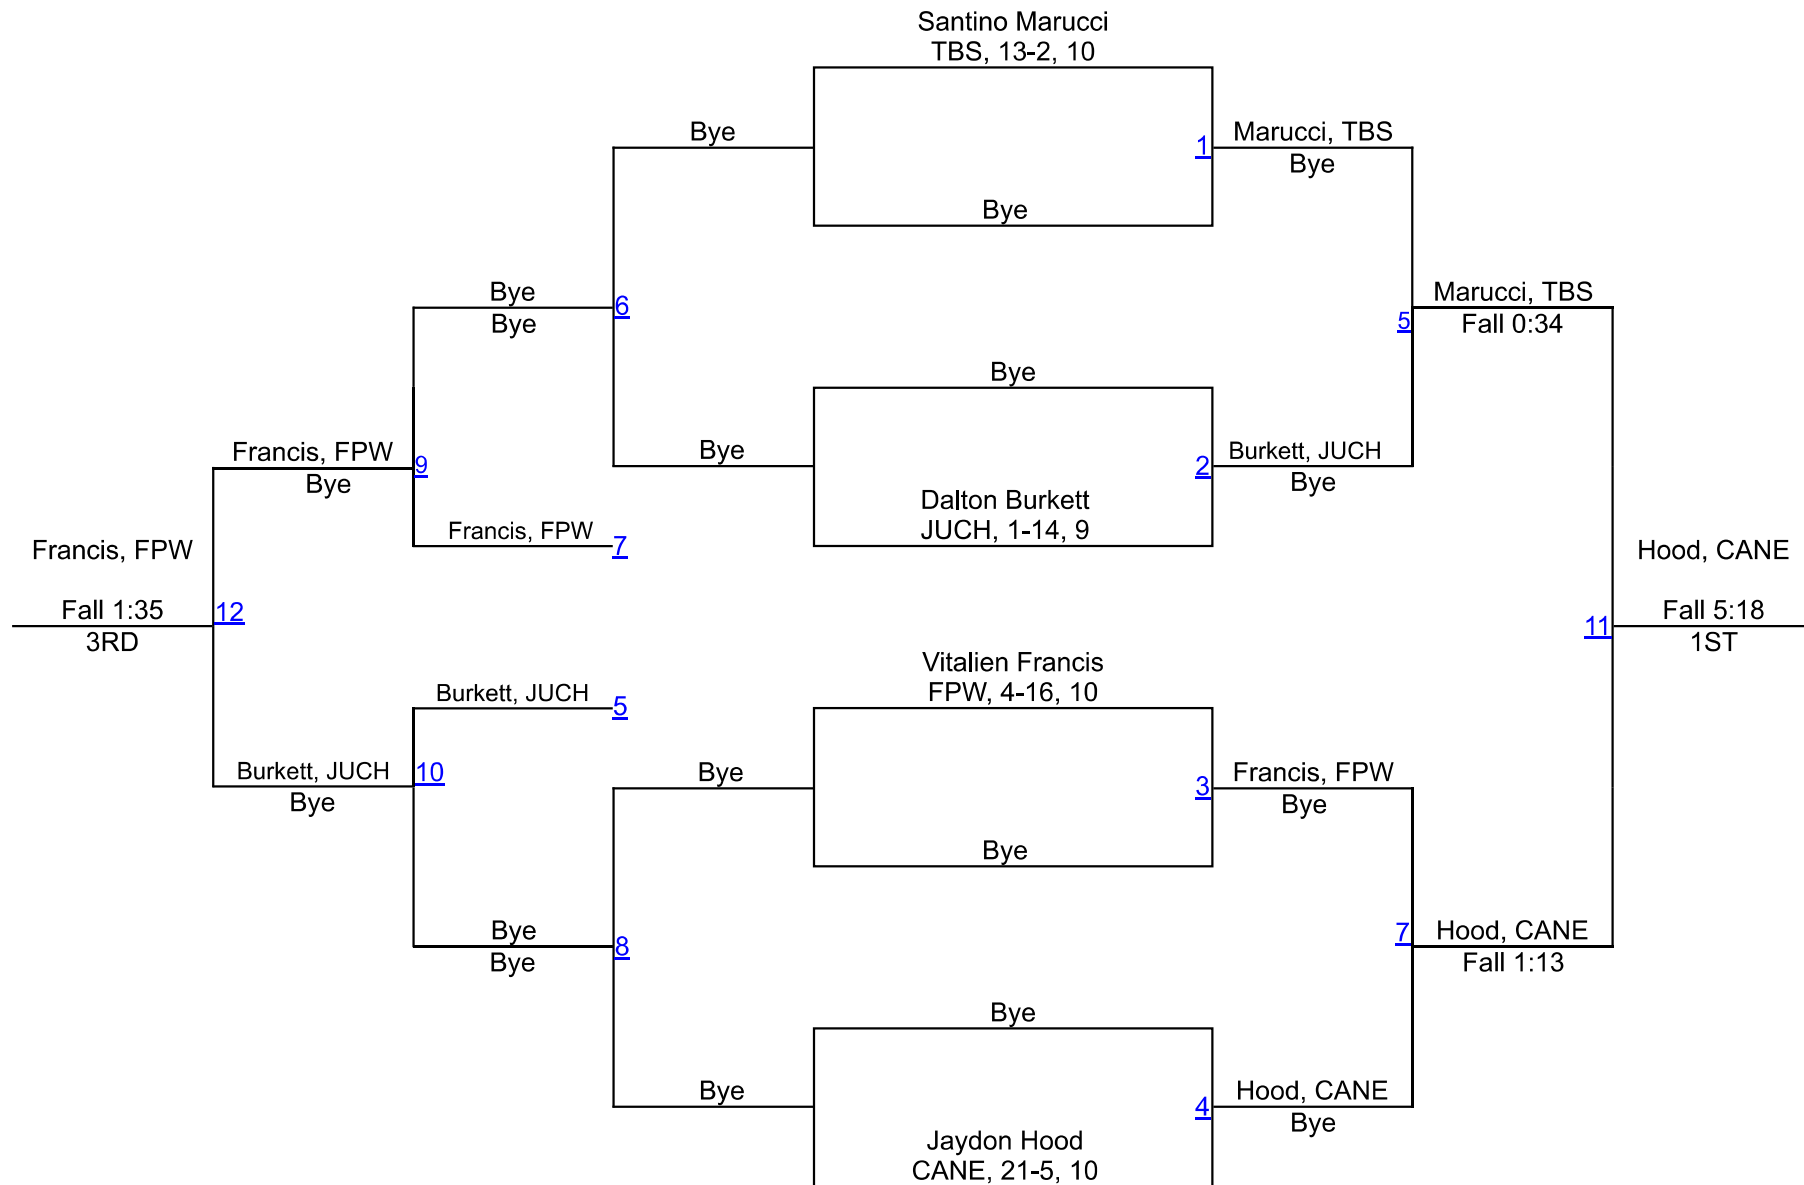 Santino Marucci
TBS, 13-2, 10
Bye
1
Marucci, TBS
Bye
Bye
Bye
Bye
6
5
Marucci, TBS
Fall 0:34
Bye
Francis, FPW
Bye
9
Bye
2
Burkett, JUCH
Bye
Dalton Burkett
JUCH, 1-14, 9
Francis, FPW
7
Francis, FPW
Fall 1:35
3RD
12
Hood, CANE
11
Fall 5:18
1ST
Vitalien Francis
FPW, 4-16, 10
Burkett, JUCH
5
Burkett, JUCH
Bye
10
Bye
3
Francis, FPW
Bye
Bye
Bye
Bye
8
7
Hood, CANE
Fall 1:13
Bye
Bye
4
Hood, CANE
Bye
Jaydon Hood
CANE, 21-5, 10